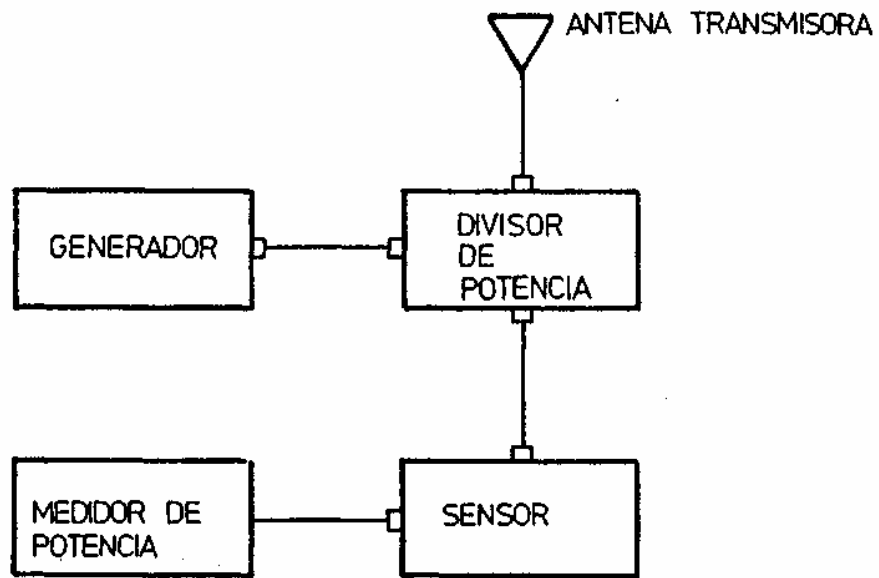 ANTENA TRANSMISORA
GENERADOR
DIVISOR
DE
POTENCIA
MEDIDOR DE
POTENCIA
SENSOR